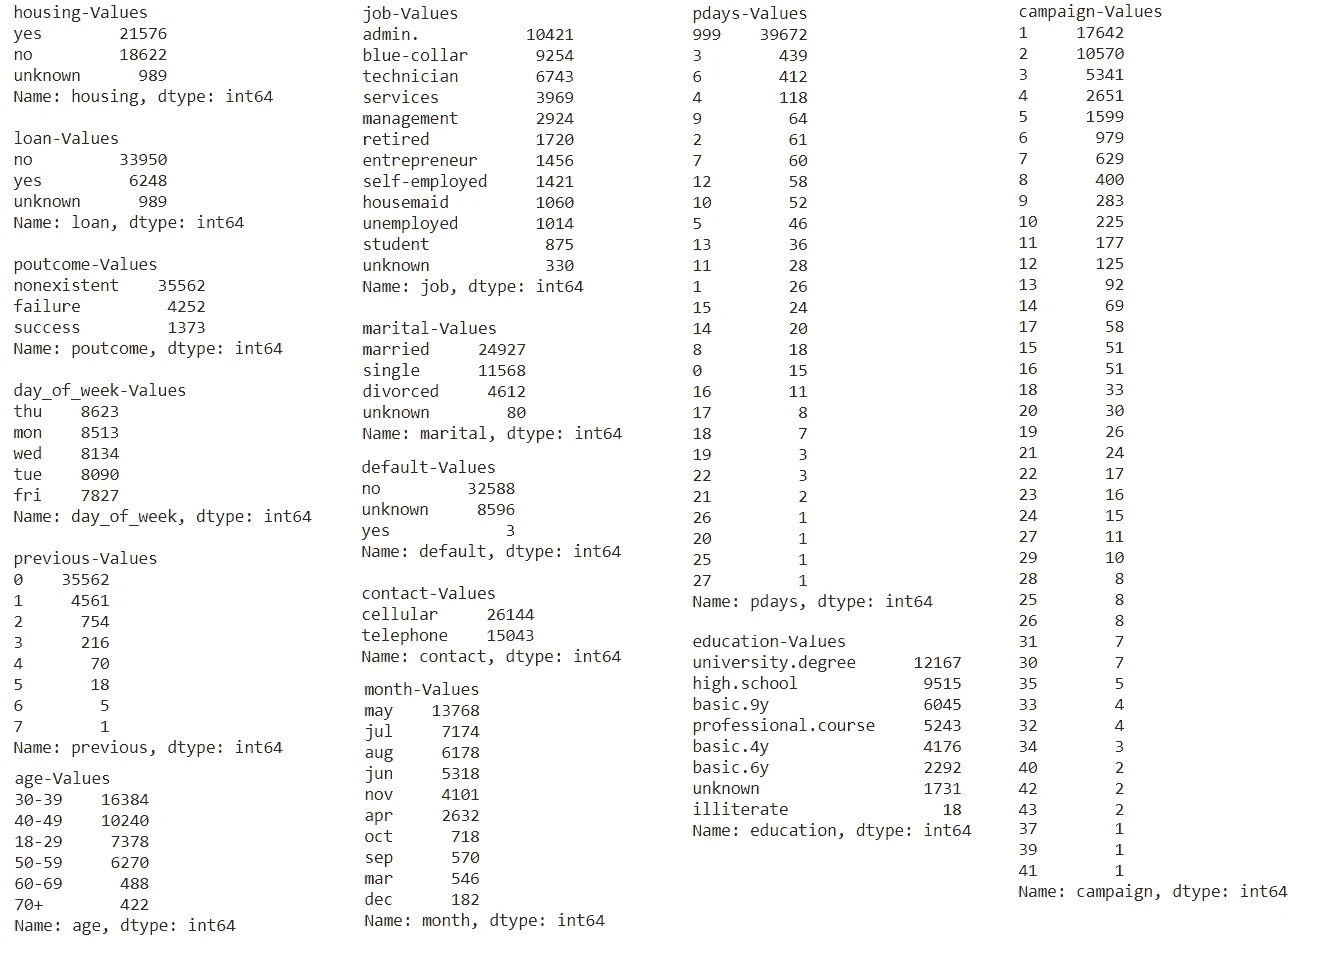 housing-Values
yes 21576
no 18622
unknown 989
Name: housing, dtype: int64
loan-Values
no 33950
yes 6248
unknown 989
Name: loan, dtype: int64
poutcome-Values
nonexistent 35562
failure 4252
success 1373
Name: poutcome, dtype: int64
day_of_week-Values
thu 8623
mon 8513
wed 8134
tue 8090
fri 7827
Name: day_of_week, dtype: int64
previous-Values
0 35562
1 4561
2 754
3 216
4 70
5 18
6 5
7 1
Name: previous, dtype: int64
age-Values
30-39 16384
40-49 10240
18-29 7378
50-59 6270
60-69 488
70+ 422
Name: age, dtype: int64
job-Values
admin. 10421
blue-collar 9254
technician 6743
services 3969
management 2924
retired 1720
entrepreneur 1456
self-employed 1421
housemaid 1060
unemployed 1014
student 875
unknown 330
Name: job, dtype: int64
marital-Values
married 24927
single 11568
divorced 4612
unknown 80
Name: marital, dtype: int64
default-Values
no 32588
unknown 8596
yes 3
Name: default, dtype: int64
contact-Values
cellular 26144
telephone 15043
Name: contact, dtype: int64
month-Values
may 13768
jul 7174
aug 6178
jun 5318
nov 4101
apr 2632
oct 718
sep 570
mar 546
dec 182
Name: month, dtype: int64
pdays-Values
999 39672
3 439
6 412
4 118
9 64
2 61
7 60
12 58
10 52
5 46
13 36
11 28
1 26
15 24
14 20
8 18
0 15
16 11
17 8
18 7
19 3
22 3
21 2
26 1
20 1
25 1
27 1
Name: pdays, dtype: int64
education-Values
university.degree 12167
high.school 9515
basic.9y 6045
professional.course 5243
basic.4y 4176
basic.6y 2292
unknown 1731
illiterate 18
Name: education, dtype: int64
campaign-Values
1 17642
2 10570
3 5341
4 2651
5 1599
6 979
7 629
8 400
9 283
10 225
11 177
12 125
13 92
14 69
17 58
15 51
16 51
18 33
20 30
19 26
21 24
22 17
23 16
24 15
27 11
29 10
28 8
25 8
26 8
31 7
30 7
35 5
33 4
32 4
34 3
40 2
42 2
43 2
37 1
39 1
41 1
Name: campaign, dtype: int64